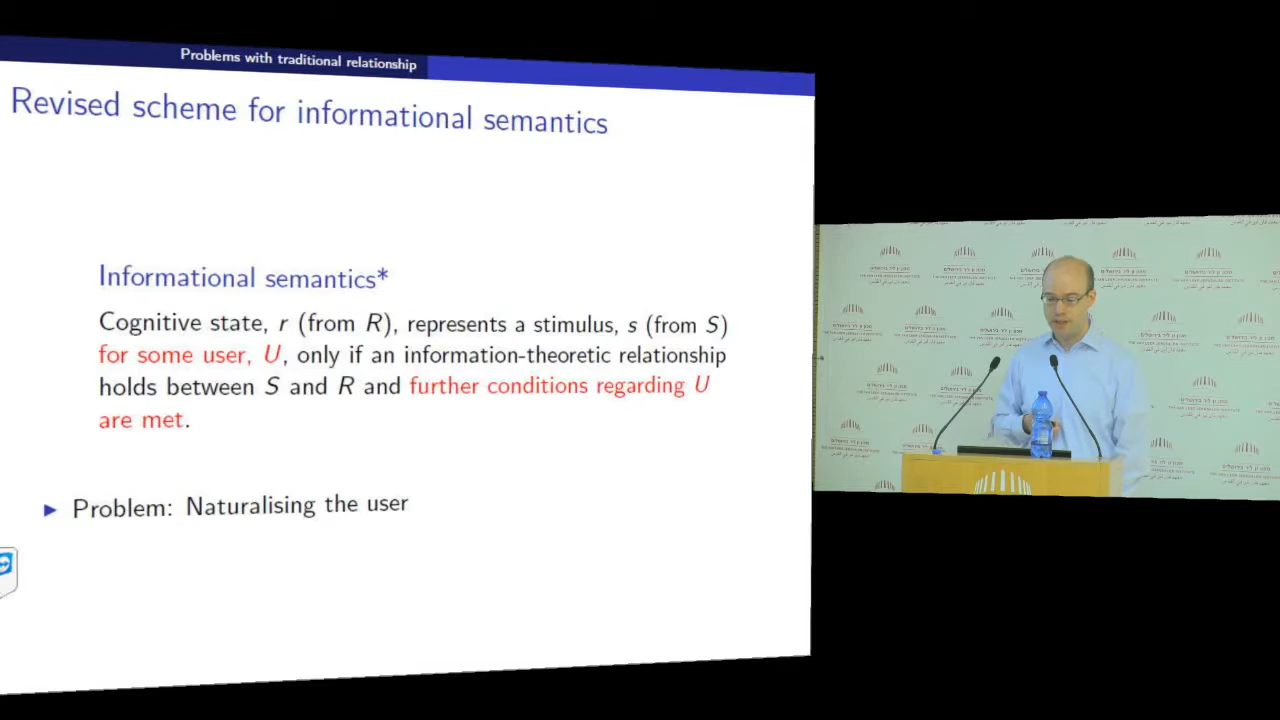 Problems with traditional relationship
Revised scheme for informational semantics
Informational semantics*
Cognitive state, r (from R), represents a stimulus, s (from S)
for some user, U, only if an information-theoretic relationship
holds between S and R and further conditions regarding U
are met.
▶ Problem: Naturalising the user